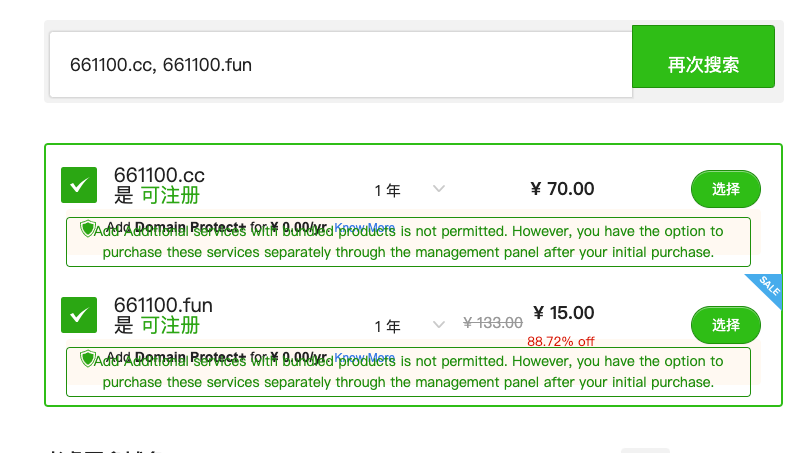 661100.cc, 661100.fun
再次搜索
661100.cc
是 可注册
1 年
¥ 70.00
选择
Add Domain Protect+ for ¥ 0.00/yr. Know More
Add Additional services with bundled products is not permitted. However, you have the option to
purchase these services separately through the management panel after your initial purchase.
SALE
661100.fun
是 可注册
1 年
¥ 133.00
¥ 15.00
88.72% off
选择
Add Domain Protect+ for ¥ 0.00/yr. Know More
Add Additional services with bundled products is not permitted. However, you have the option to
purchase these services separately through the management panel after your initial purchase.